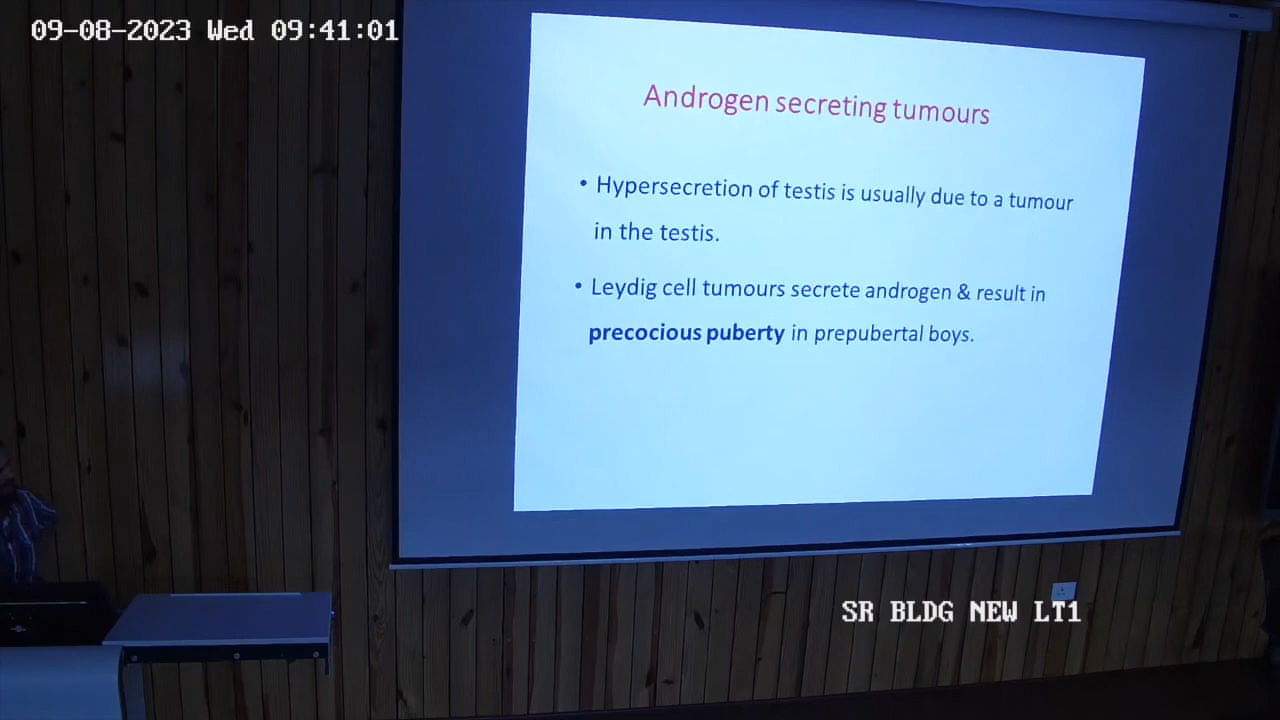 09-08-2023 Wed 09:41:01
Androgen secreting tumours
• Hypersecretion of testis is usually due to a tumour
in the testis.
• Leydig cell tumours secrete androgen & result in
precocious puberty in prepubertal boys.
SR BLDG NEW LT1